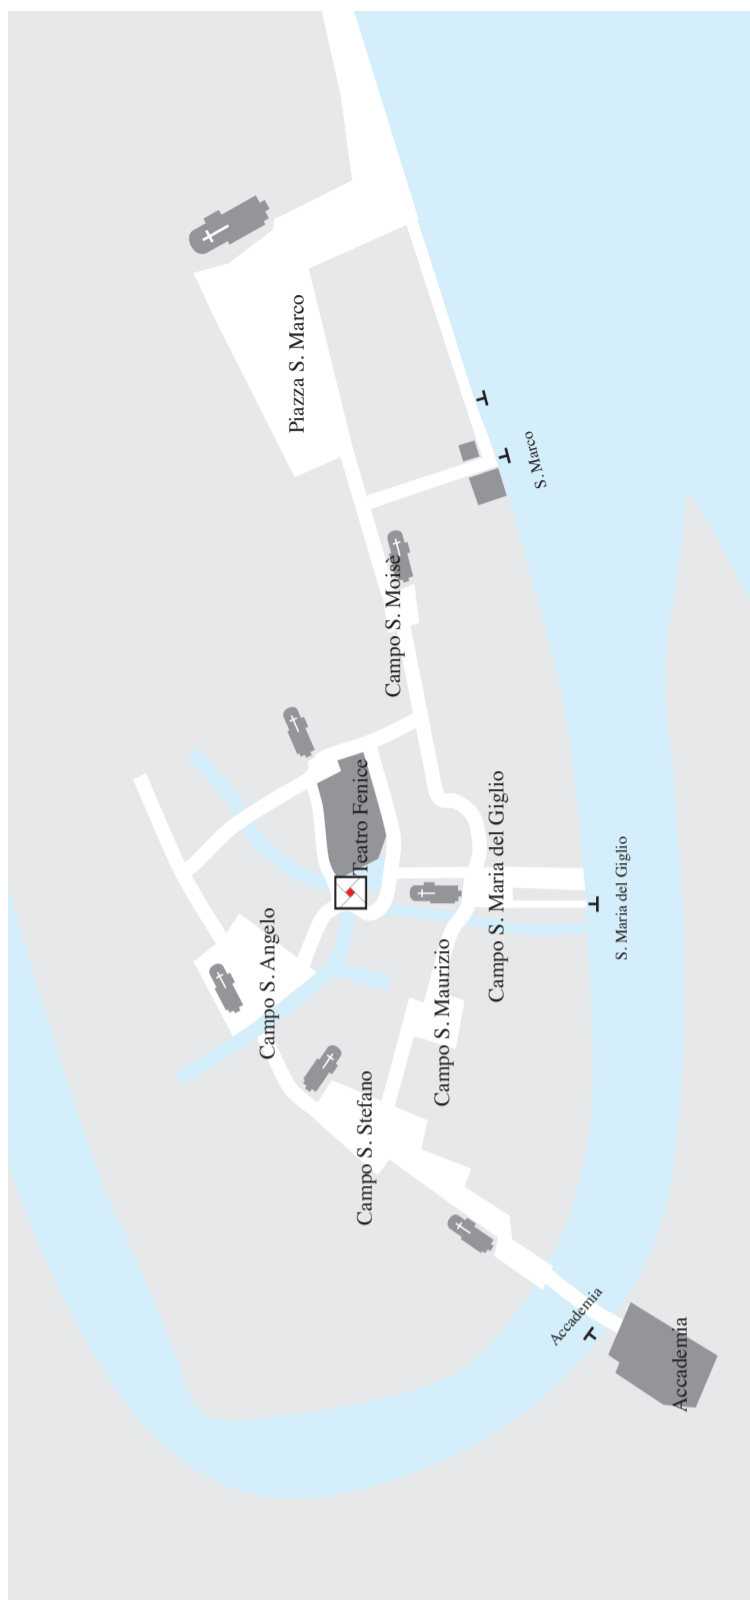 Piazza S. Marco
S. Marco
Campo S. Moisè
Teatro Fenice
Campo S. Maria del Giglio
S. Maria del Giglio
Campo S. Angelo
Campo S. Maurizio
Campo S. Stefano
Accademia
Accademia